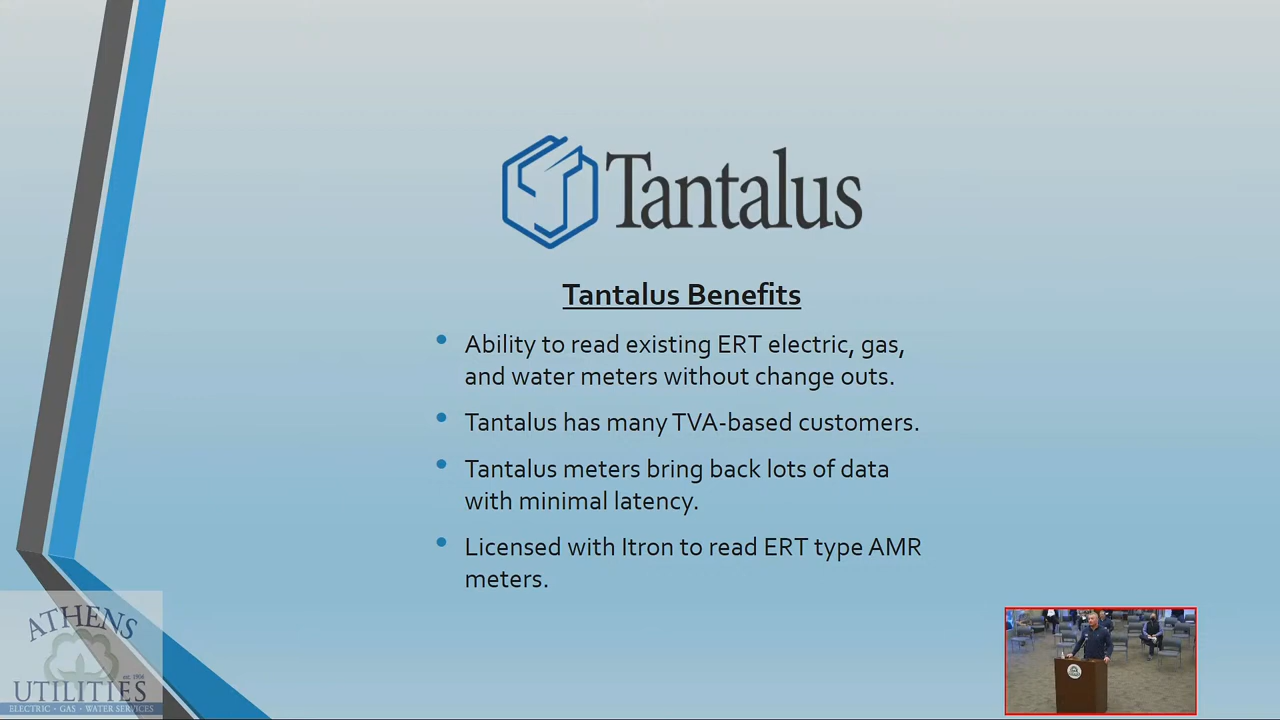 Tantalus
Tantalus Benefits
Ability to read existing ERT electric, gas,
and water meters without change outs.
Tantalus has many TVA-based customers.
Tantalus meters bring back lots of data
with minimal latency.
Licensed with Itron to read ERT type AMR
meters.
ATHENS
est. 1904
UTILITIES
ELECTRIC • GAS • WATER SERVICES